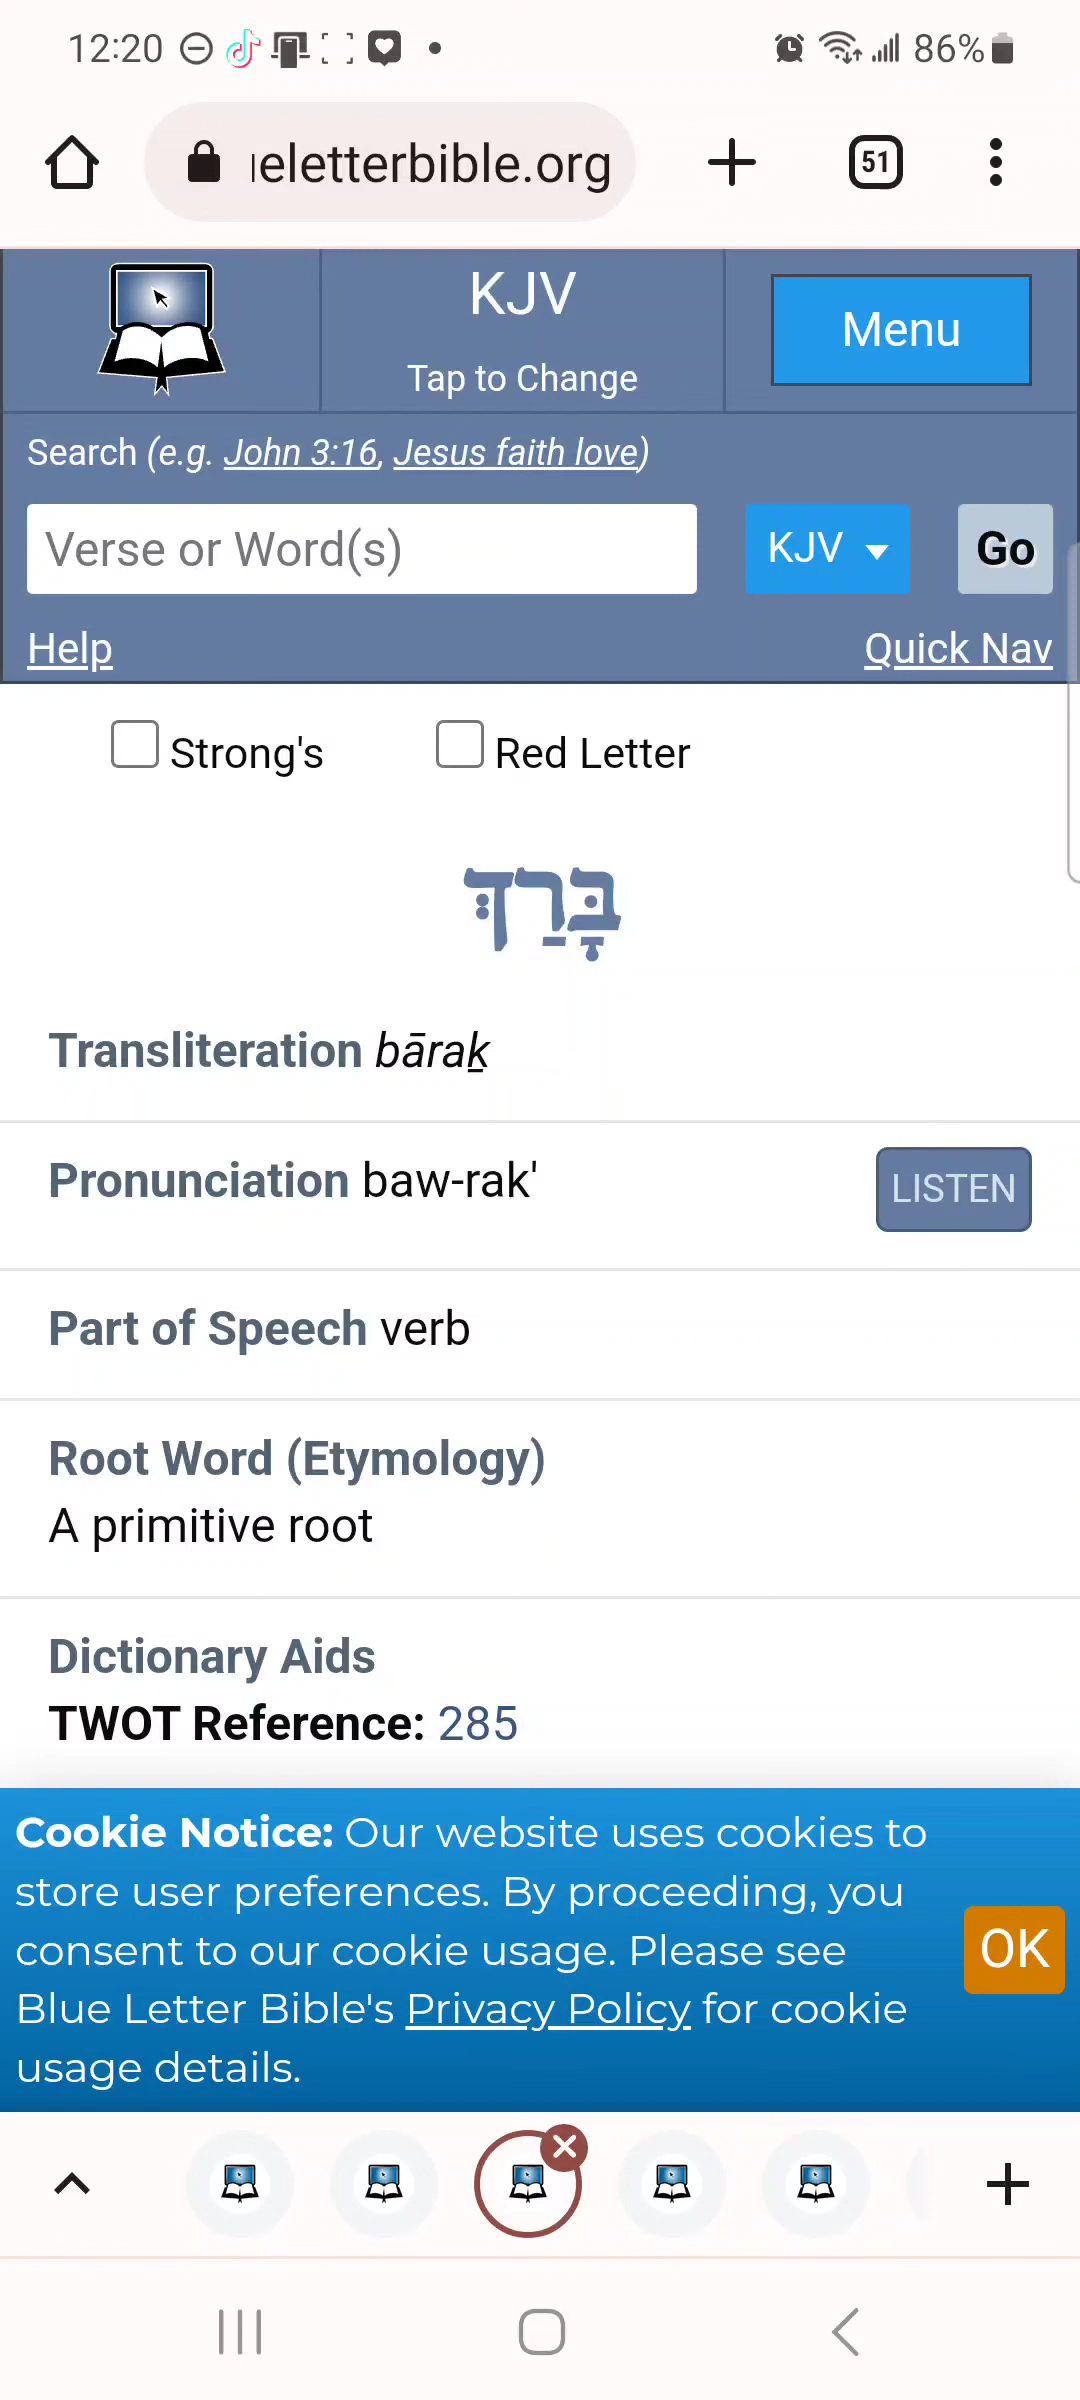 12:20
86%
eletterbible.org
51
KJV
Tap to Change
Menu
Search (e.g. John 3:16, Jesus faith love)
Verse or Word(s)
KJV
Go
Help
Quick Nav
Strong's
Red Letter
בָּרַךְ
Transliteration bāraḵ
Pronunciation baw-rak'
LISTEN
Part of Speech verb
Root Word (Etymology)
A primitive root
Dictionary Aids
TWOT Reference: 285
Cookie Notice: Our website uses cookies to
store user preferences. By proceeding, you
consent to our cookie usage. Please see
Blue Letter Bible's Privacy Policy for cookie
usage details.
OK